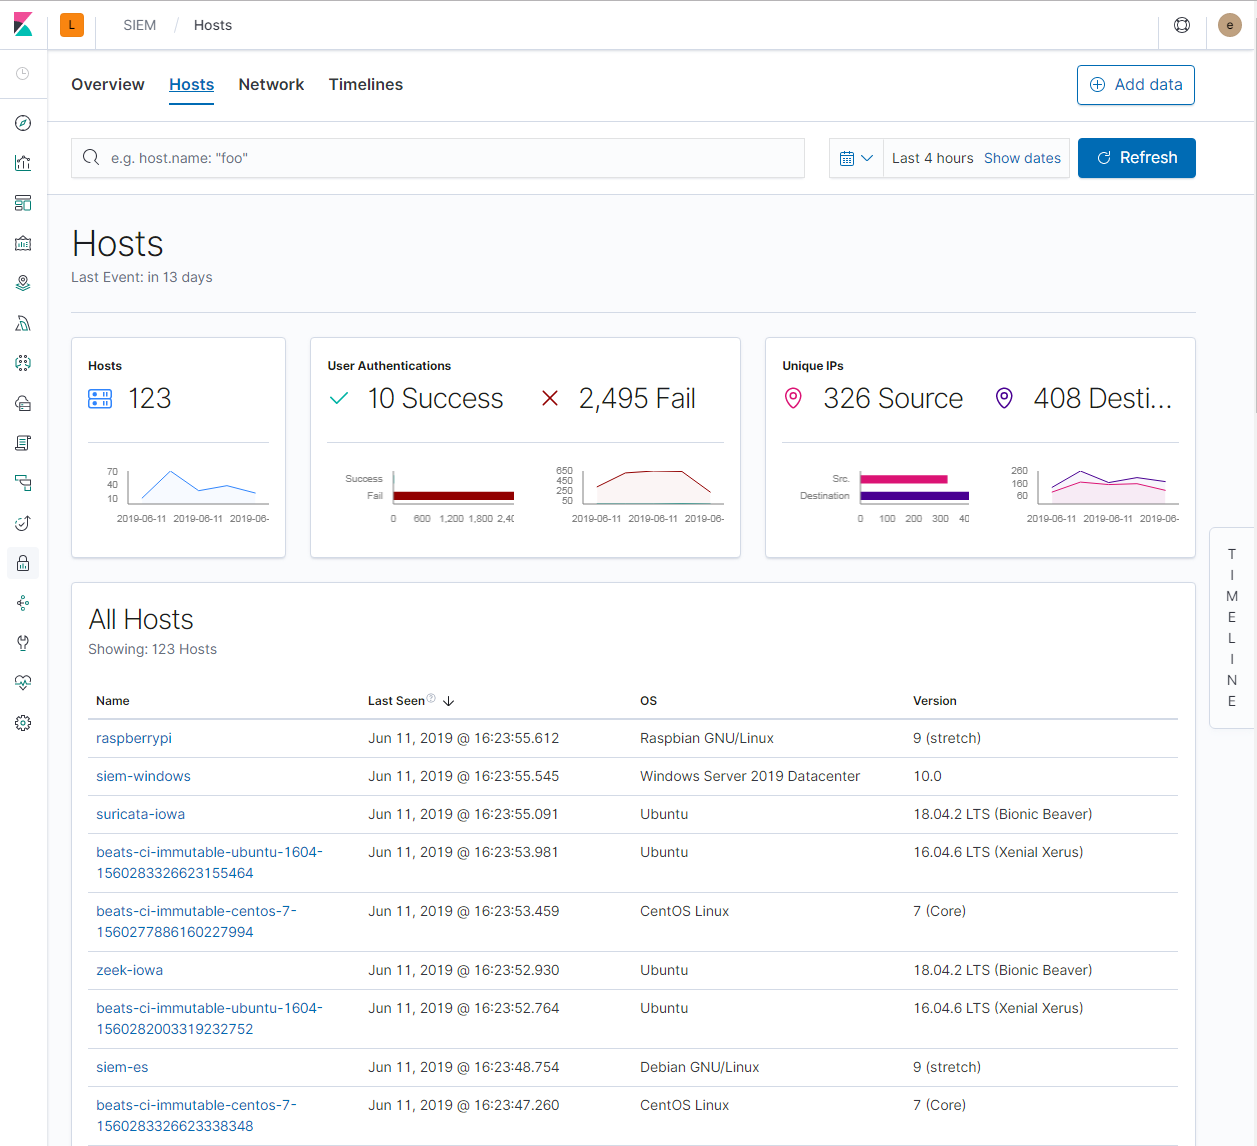 L SIEM / Hosts e
Overview Hosts Network Timelines Add data
e.g. host.name: "foo" Last 4 hours Show dates Refresh
Hosts
Last Event: in 13 days
Hosts User Authentications Unique IPs
123 10 Success 2,495 Fail 326 Source 408 Desti...
70
40
10
2019-06-11 2019-06-11 2019-06-
Success
Fail
0 600 1,200 1,800 2,40
650
450
250
50
2019-06-11 2019-06-11 2019-06-
Src.
Destination
0 100 200 300 40
260
160
60
2019-06-11 2019-06-11 2019-06-
TIMELINE
All Hosts
Showing: 123 Hosts
Name Last Seen OS Version
raspberrypi Jun 11, 2019 @ 16:23:55.612 Raspbian GNU/Linux 9 (stretch)
siem-windows Jun 11, 2019 @ 16:23:55.545 Windows Server 2019 Datacenter 10.0
suricata-iowa Jun 11, 2019 @ 16:23:55.091 Ubuntu 18.04.2 LTS (Bionic Beaver)
beats-ci-immutable-ubuntu-1604- Jun 11, 2019 @ 16:23:53.981 Ubuntu 16.04.6 LTS (Xenial Xerus)
1560283326623155464
beats-ci-immutable-centos-7- Jun 11, 2019 @ 16:23:53.459 CentOS Linux 7 (Core)
1560277886160227994
zeek-iowa Jun 11, 2019 @ 16:23:52.930 Ubuntu 18.04.2 LTS (Bionic Beaver)
beats-ci-immutable-ubuntu-1604- Jun 11, 2019 @ 16:23:52.764 Ubuntu 16.04.6 LTS (Xenial Xerus)
1560282003319232752
siem-es Jun 11, 2019 @ 16:23:48.754 Debian GNU/Linux 9 (stretch)
beats-ci-immutable-centos-7- Jun 11, 2019 @ 16:23:47.260 CentOS Linux 7 (Core)
1560283326623338348